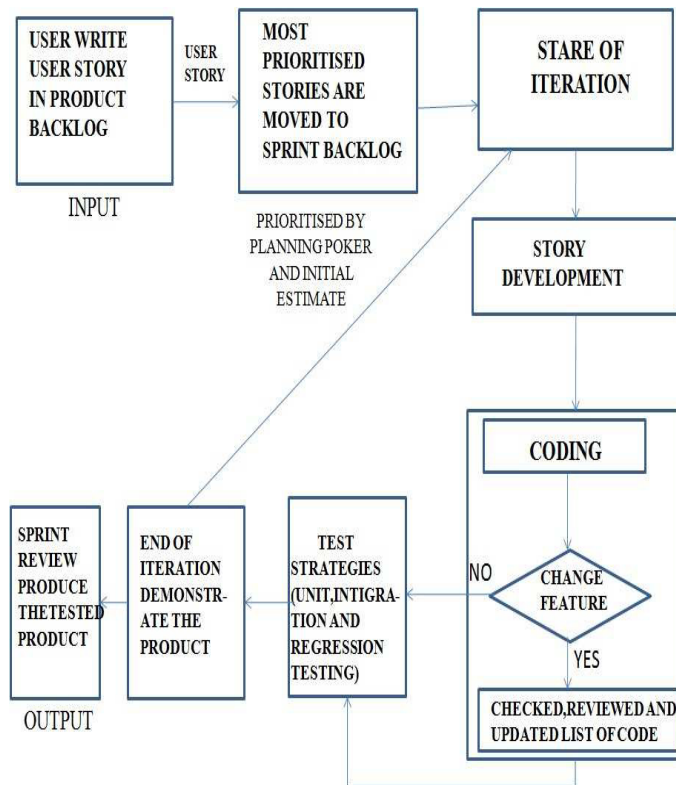 USER WRITE
USER STORY
IN PRODUCT
BACKLOG
INPUT
USER
STORY
MOST
PRIORITISED
STORIES ARE
MOVED TO
SPRINT BACKLOG
PRIORITISED BY
PLANNING POKER
AND INITIAL
ESTIMATE
STARE OF
ITERATION
STORY
DEVELOPMENT
CODING
CHANGE
FEATURE
NO
YES
CHECKED,REVIEWED AND
UPDATED LIST OF CODE
TEST
STRATEGIES
(UNIT,INTIGRA-
TION AND
REGRESSION
TESTING)
END OF
ITERATION
DEMONSTR-
ATE THE
PRODUCT
SPRINT
REVIEW
PRODUCE
THETESTED
PRODUCT
OUTPUT